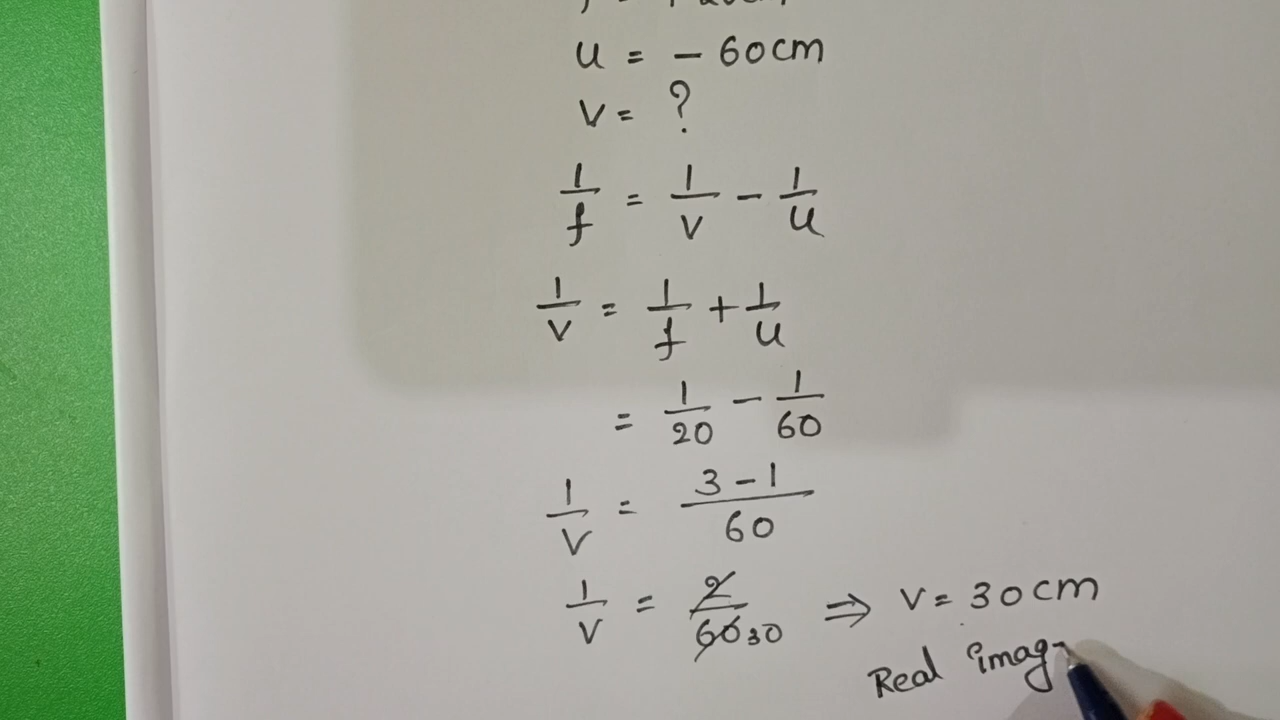 u = - 60cm
v = ?
1/f = 1/v - 1/u
1/v = 1/f + 1/u
= 1/20 - 1/60
1/v = 3-1/60
1/v = 2/60 30 ⇒ v = 30cm
Real imag